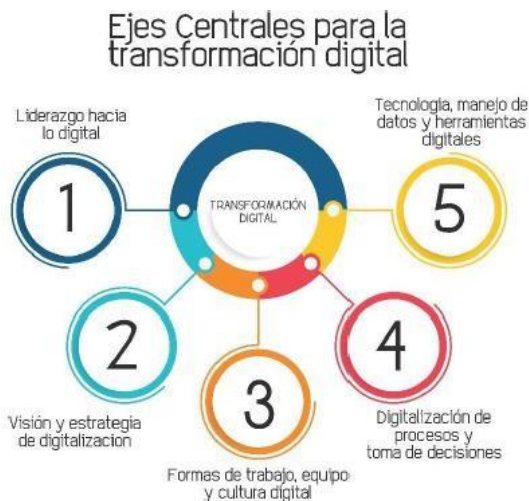 Ejes Centrales para la
transformación digital
Liderazgo hacia
lo digital
1
Visión y estrategia
de digitalizacion
2
Formas de trabajo, equipo
y cultura digital
3
Digitalización de
procesos y
toma de decisiones
4
Tecnología, manejo de
datos y herramientas
digitales
5
TRANSFORMACIÓN
DIGITAL